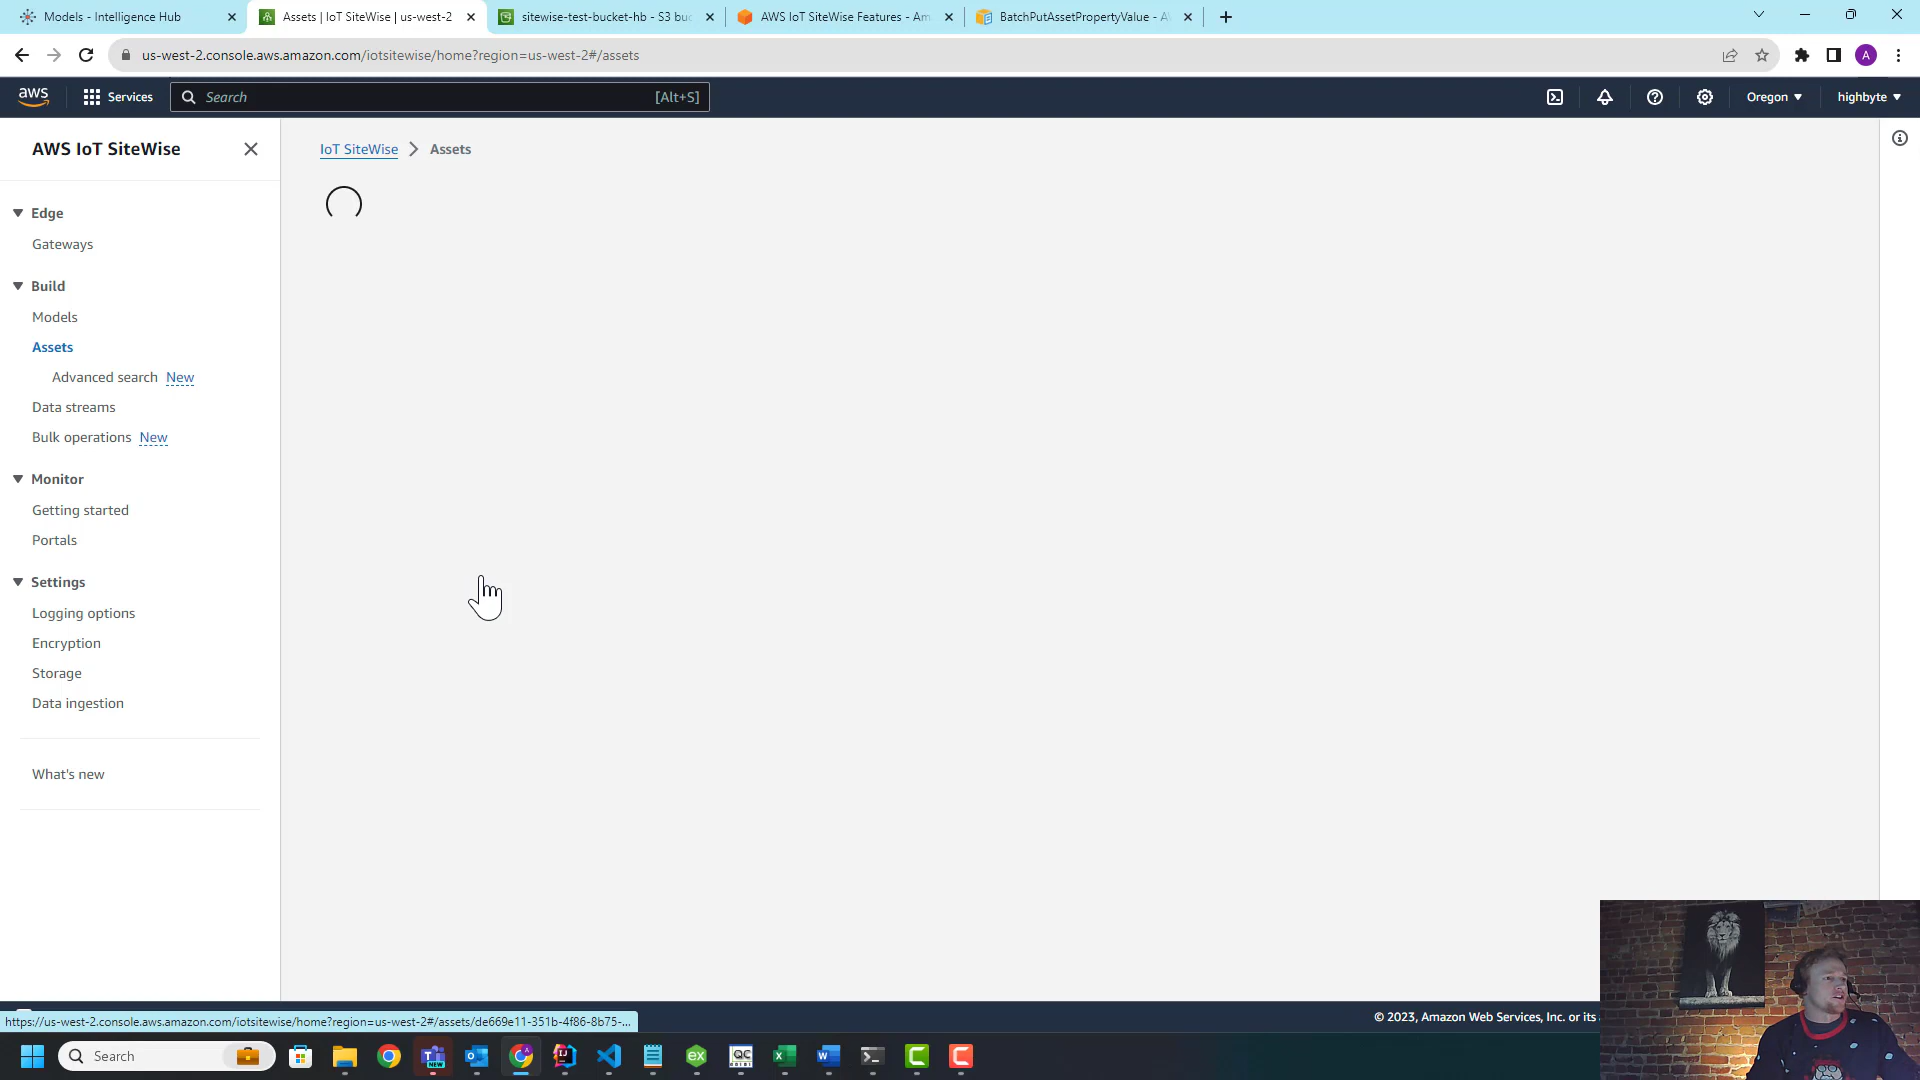 Models - Intelligence Hub
Assets | IoT SiteWise | us-west-2
sitewise-test-bucket-hb - S3 buc
AWS IoT SiteWise Features - Am
BatchPutAssetPropertyValue - A
us-west-2.console.aws.amazon.com/iotsitewise/home?region=us-west-2#/assets
A
aws
Services
Search
[Alt+S]
Oregon
highbyte
AWS IoT SiteWise
IoT SiteWise
Assets
Edge
Gateways
Build
Models
Assets
Advanced search New
Data streams
Bulk operations New
Monitor
Getting started
Portals
Settings
Logging options
Encryption
Storage
Data ingestion
What's new
© 2023, Amazon Web Services, Inc. or its
https://us-west-2.console.aws.amazon.com/iotsitewise/home?region=us-west-2#/assets/de669e11-351b-4f86-8b75-...
Search
NEW
ex
QC